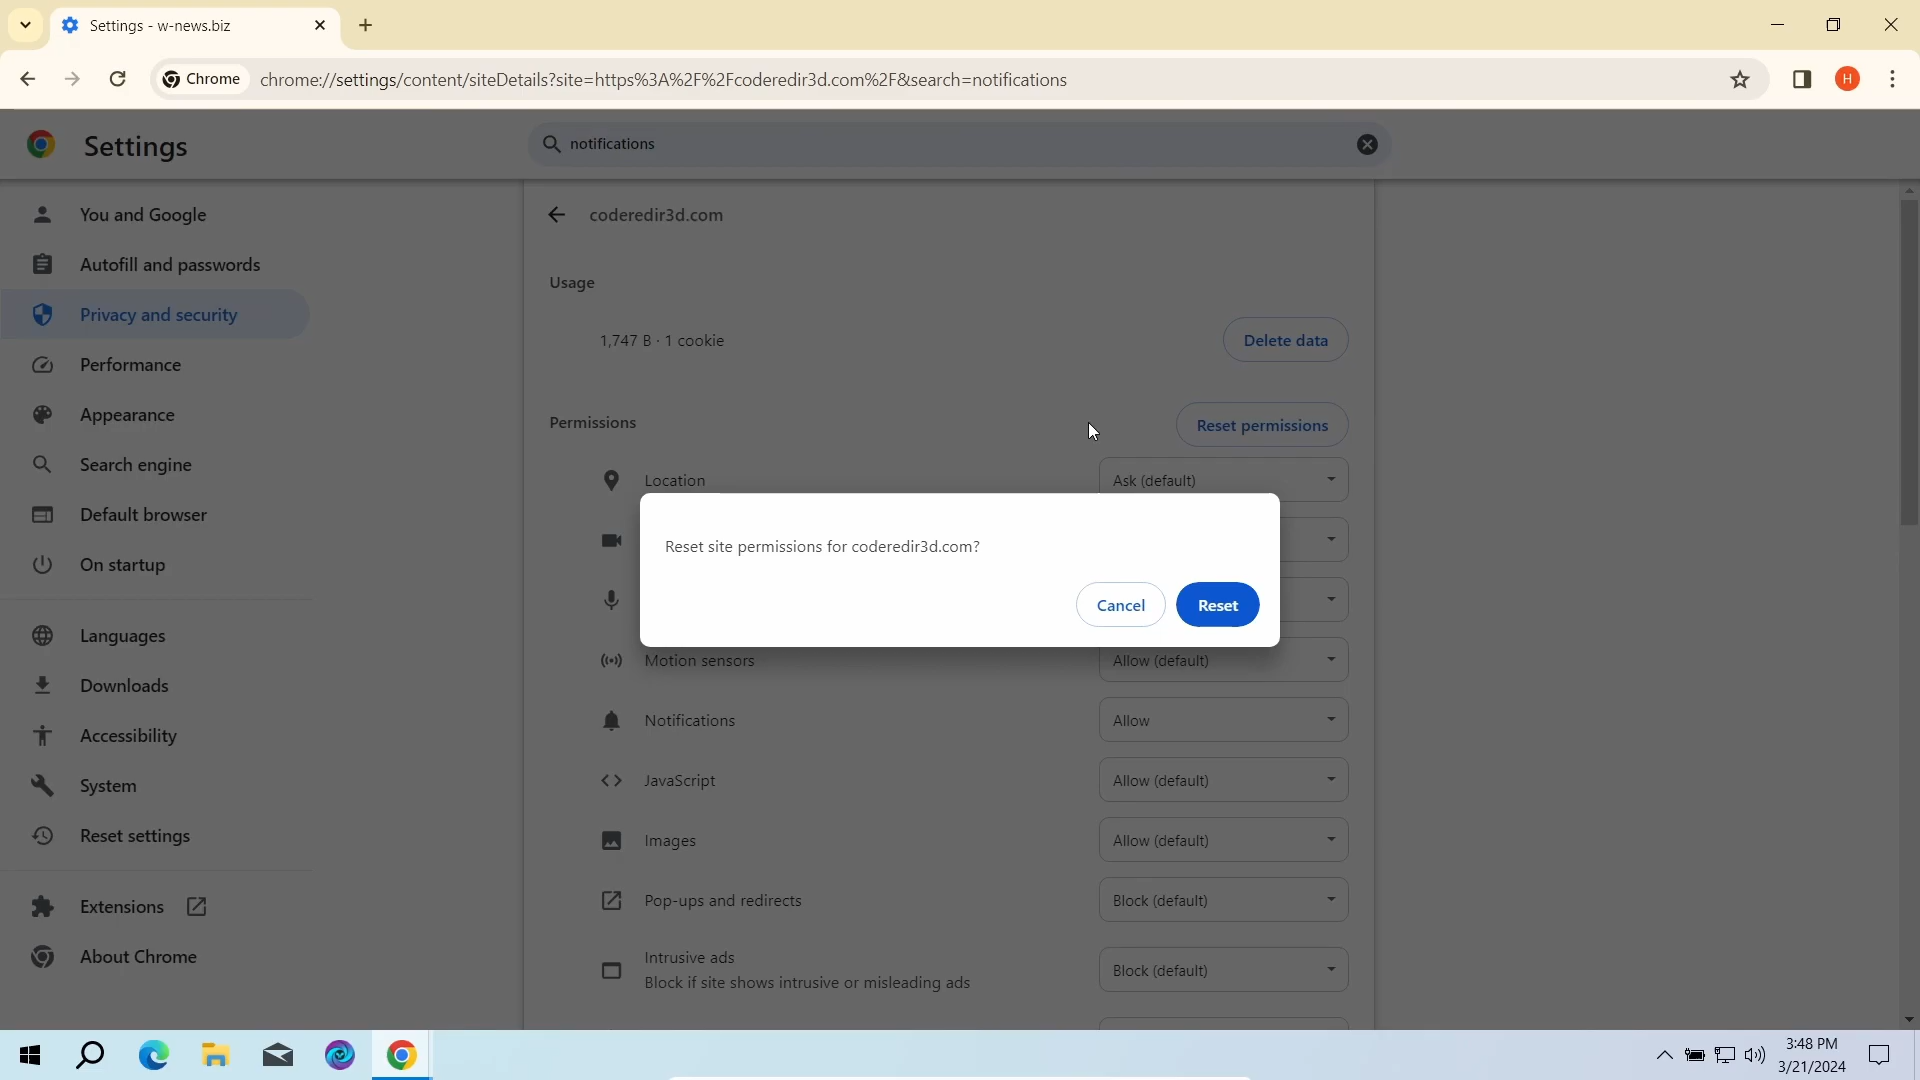 Settings - w-news.biz
Chrome
chrome://settings/content/siteDetails?site=https%3A%2F%2Fcoderedir3d.com%2F&search=notifications
H
Settings
notifications
You and Google
Autofill and passwords
Privacy and security
Performance
Appearance
Search engine
Default browser
On startup
Languages
Downloads
Accessibility
System
Reset settings
Extensions
About Chrome
coderedir3d.com
Usage
1,747 B · 1 cookie
Delete data
Permissions
Reset permissions
Location
Ask (default)
Reset site permissions for coderedir3d.com?
Cancel
Reset
Motion sensors
Allow (default)
Notifications
Allow
JavaScript
Allow (default)
Images
Allow (default)
Pop-ups and redirects
Block (default)
Intrusive ads
Block if site shows intrusive or misleading ads
Block (default)
3:48 PM
3/21/2024